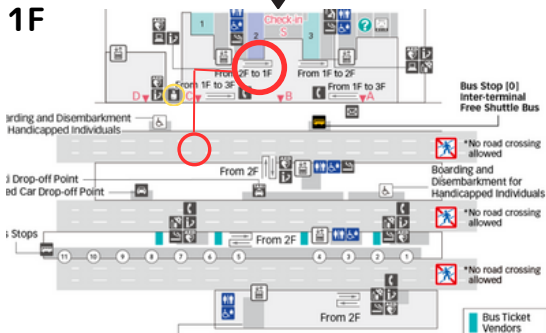 1F
Check-in
S
1
2
3
?
From 2F to 1F
From 1F to 2F
From 1F to 3F
From 1F to 3F
D
C
B
A
Bus Stop [0]
Inter-terminal
Free Shuttle Bus
arding and Disembarkment
Handicapped Individuals
*No road crossing
allowed
From 2F
i Drop-off Point
ed Car Drop-off Point
Boarding and
Disembarkment for
Handicapped Individuals
*No road crossing
allowed
s Stops
From 2F
11
10
9
8
7
6
5
4
3
2
1
*No road crossing
allowed
From 2F
Bus Ticket
Vendors